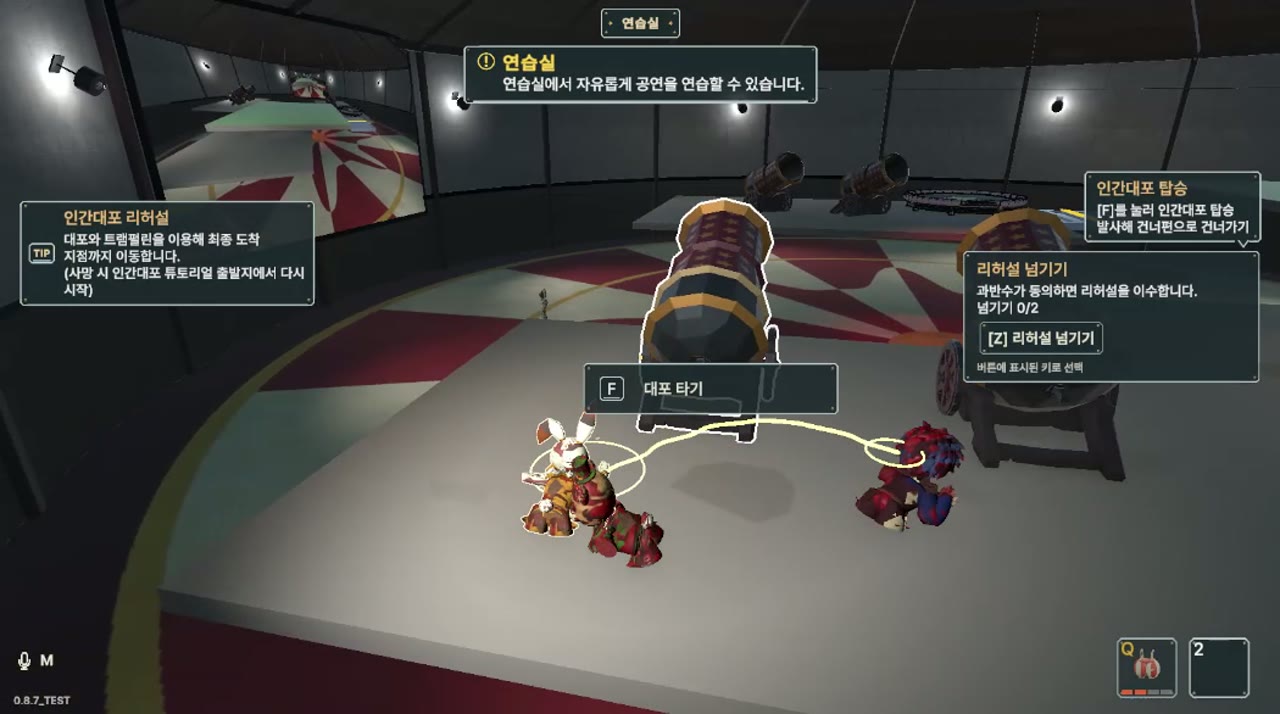 연습실
연습실
연습실에서 자유롭게 공연을 연습할 수 있습니다.
인간대포 리허설
TIP
대포와 트램펄린을 이용해 최종 도착
지점까지 이동합니다.
(사망 시 인간대포 튜토리얼 출발지에서 다시
시작)
인간대포 탑승
[F]를 눌러 인간대포 탑승
발사해 건너편으로 건너가기
리허설 넘기기
과반수가 동의하면 리허설을 이수합니다.
넘기기 0/2
[Z] 리허설 넘기기
버튼에 표시된 키로 선택
F 대포 타기
M
0.8.7_TEST
Q
2